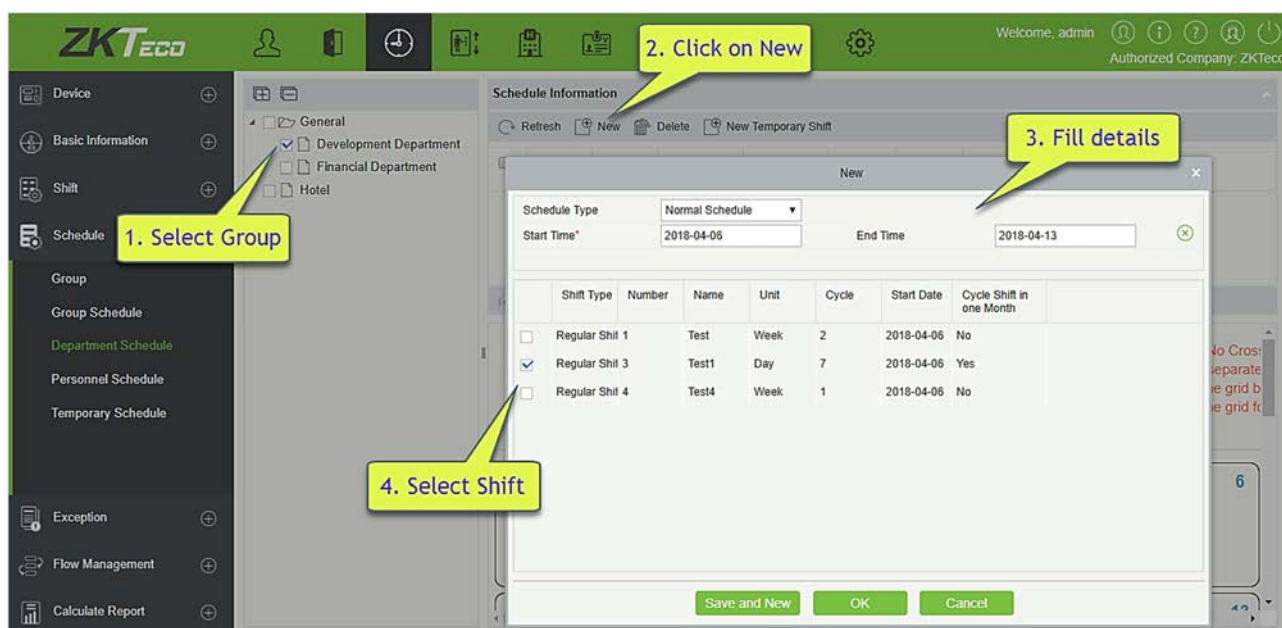 ZKTeco
Welcome, admin
Authorized Company: ZKTeco
2. Click on New
Device
Basic Information
Shift
Schedule
Group
Group Schedule
Department Schedule
Personnel Schedule
Temporary Schedule
Exception
Flow Management
Calculate Report
General
Development Department
Financial Department
Hotel
1. Select Group
Schedule Information
Refresh New Delete New Temporary Shift
3. Fill details
New
Schedule Type Normal Schedule
Start Time* 2018-04-06 End Time 2018-04-13
Shift Type Number Name Unit Cycle Start Date Cycle Shift in
one Month
Regular Shif 1 Test Week 2 2018-04-06 No
Regular Shif 3 Test1 Day 7 2018-04-06 Yes
Regular Shif 4 Test4 Week 1 2018-04-06 No
4. Select Shift
Save and New OK Cancel
separate
e grid b
6